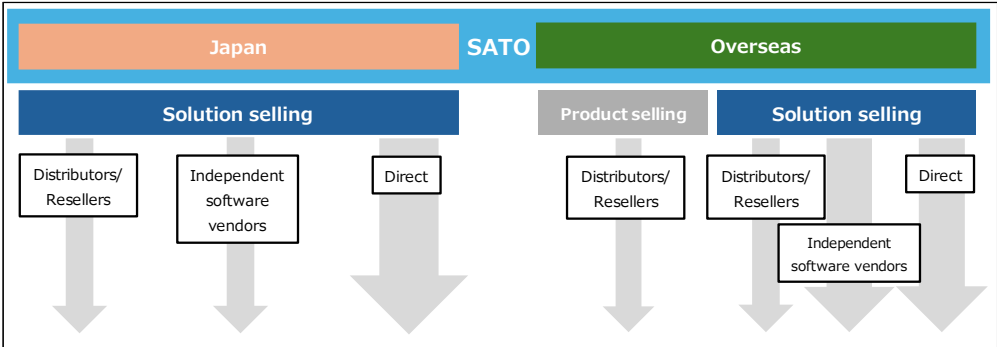 Japan
SATO
Overseas
Solution selling
Product selling
Solution selling
Distributors/
Resellers
Independent
software
vendors
Direct
Distributors/
Resellers
Distributors/
Resellers
Independent
software vendors
Direct